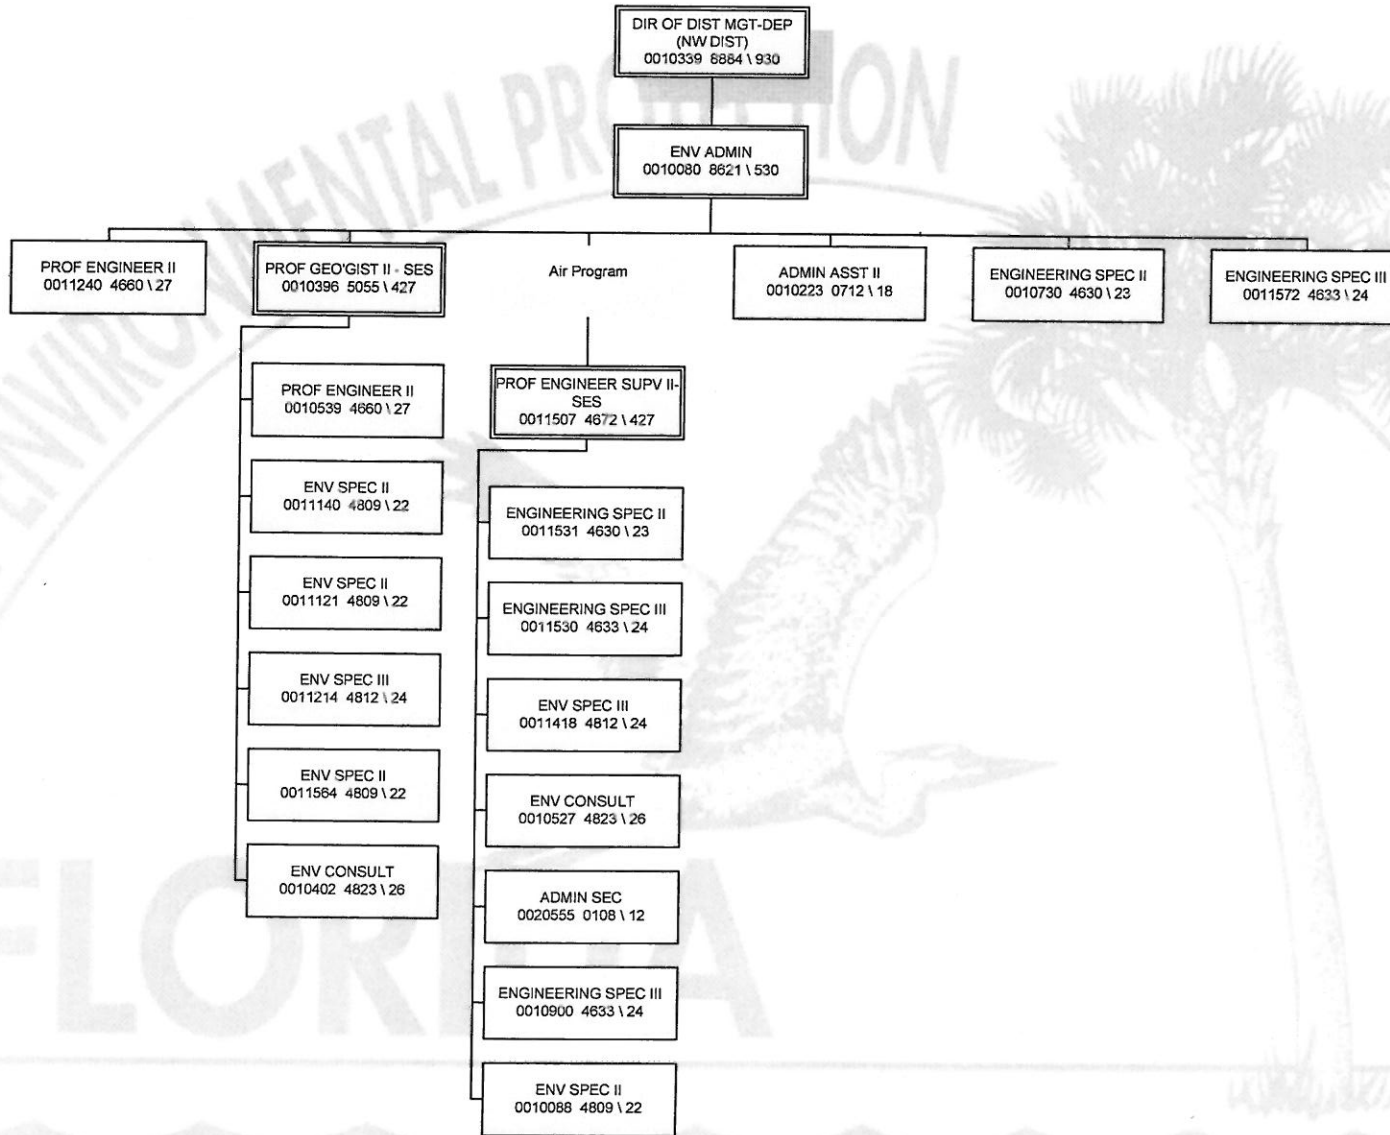 DIR OF DIST MGT-DEP
(NW DIST)
0010339 8884 \ 930
ENV ADMIN
0010080 8621 \ 530
PROF ENGINEER II
0011240 4660 \ 27
PROF GEO'GIST II - SES
0010396 5055 \ 427
Air Program
ADMIN ASST II
0010223 0712 \ 18
ENGINEERING SPEC II
0010730 4630 \ 23
ENGINEERING SPEC III
0011572 4633 \ 24
PROF ENGINEER II
0010539 4660 \ 27
ENV SPEC II
0011140 4809 \ 22
ENV SPEC II
0011121 4809 \ 22
ENV SPEC III
0011214 4812 \ 24
ENV SPEC II
0011564 4809 \ 22
ENV CONSULT
0010402 4823 \ 26
PROF ENGINEER SUPV II-
SES
0011507 4672 \ 427
ENGINEERING SPEC II
0011531 4630 \ 23
ENGINEERING SPEC III
0011530 4633 \ 24
ENV SPEC III
0011418 4812 \ 24
ENV CONSULT
0010527 4823 \ 26
ADMIN SEC
0020555 0108 \ 12
ENGINEERING SPEC III
0010900 4633 \ 24
ENV SPEC II
0010088 4809 \ 22
ENVIRONMENTAL PROTECTION
FLORIDA